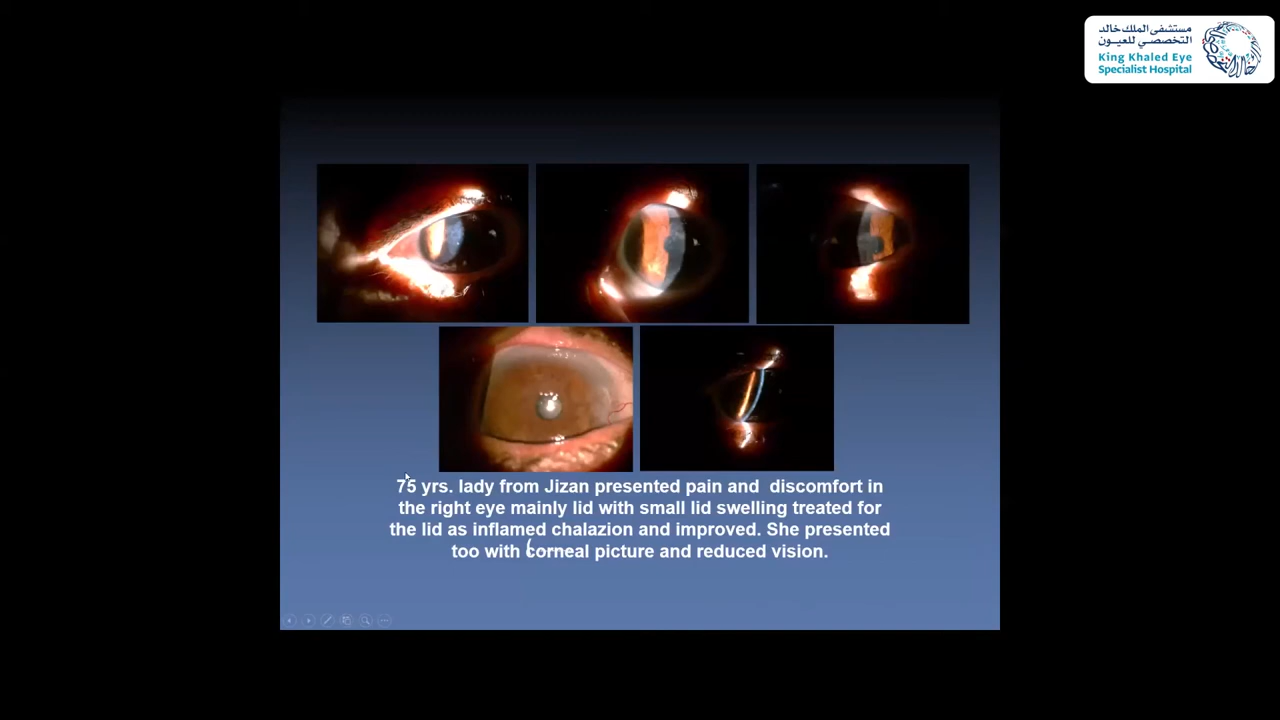 مستشفى الملك خالد
التخصصي للعيون
King Khaled Eye
Specialist Hospital
75 yrs. lady from Jizan presented pain and  discomfort in
the right eye mainly lid with small lid swelling treated for
the lid as inflamed chalazion and improved. She presented
too with corneal picture and reduced vision.